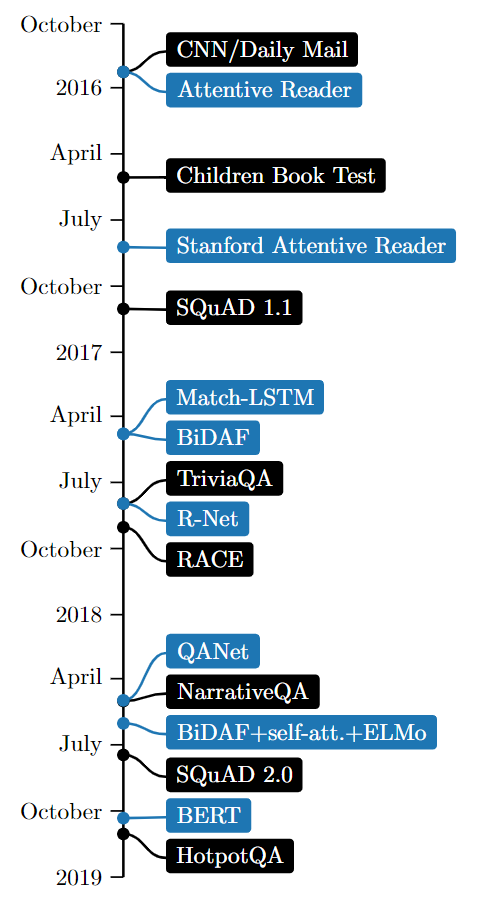 October
CNN/Daily Mail
2016
Attentive Reader
April
Children Book Test
July
Stanford Attentive Reader
October
SQuAD 1.1
2017
Match-LSTM
April
BiDAF
July
TriviaQA
R-Net
October
RACE
2018
QANet
April
NarrativeQA
BiDAF+self-att.+ELMo
July
SQuAD 2.0
October
BERT
HotpotQA
2019